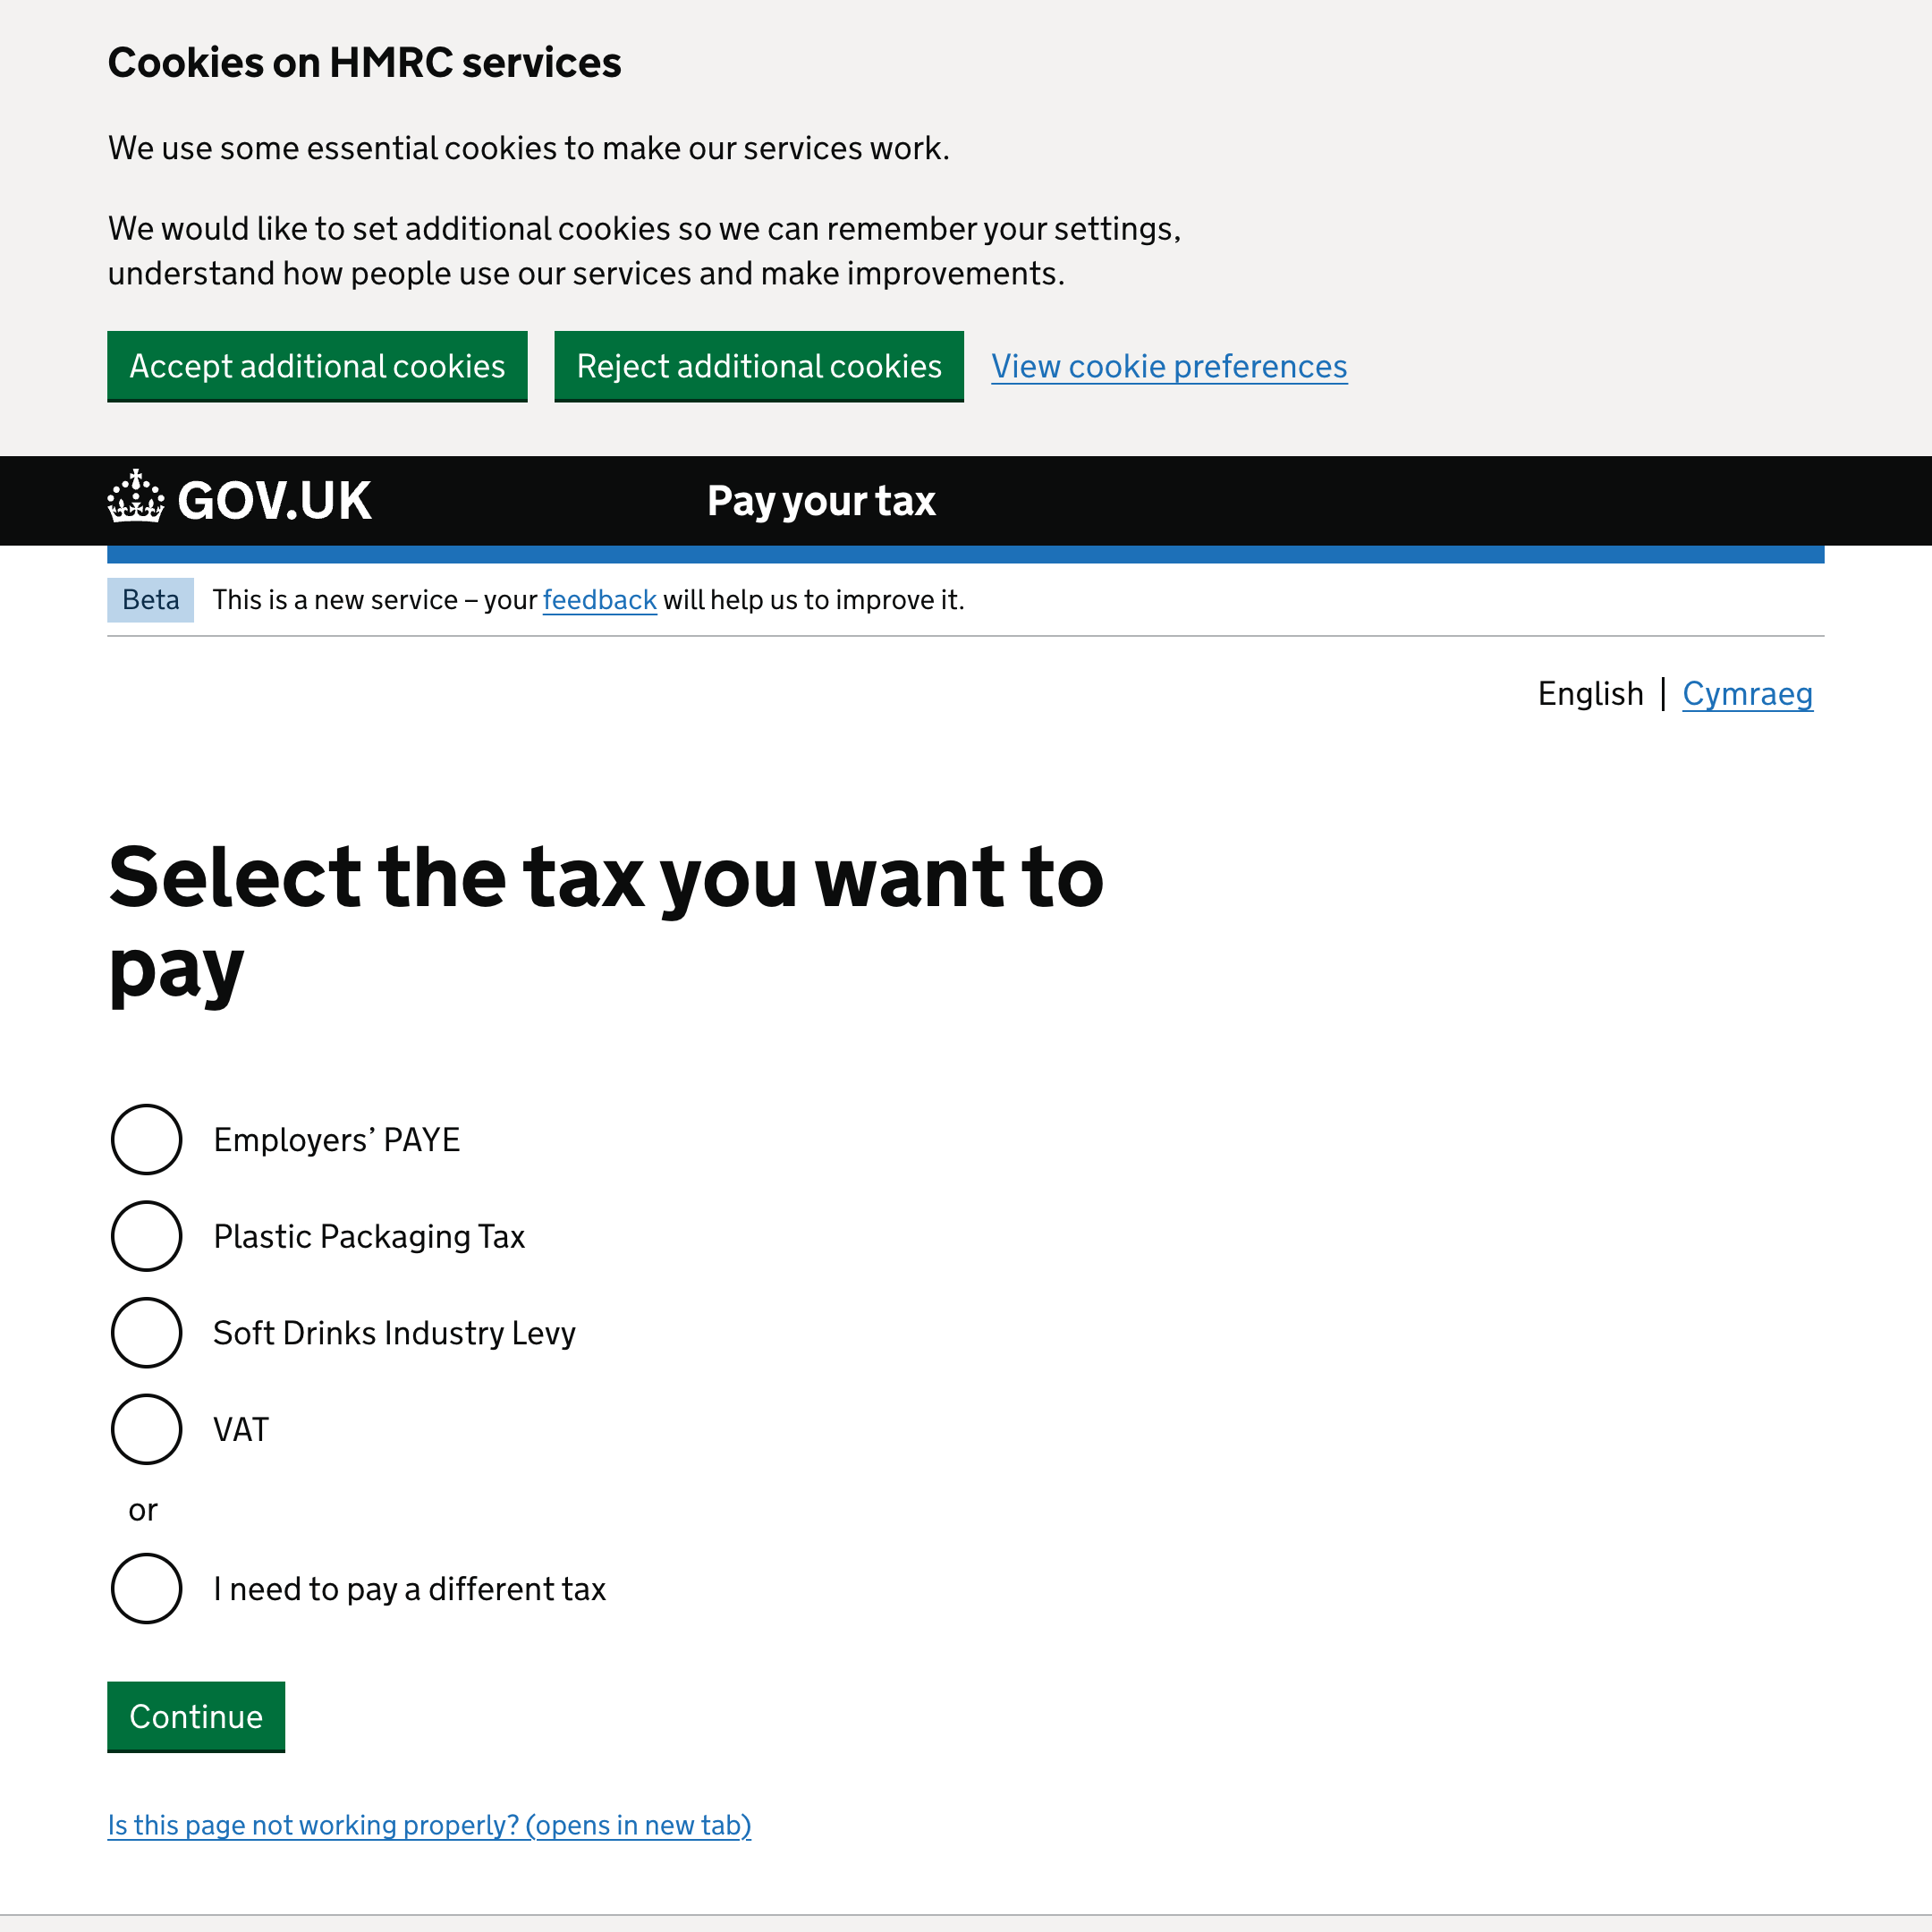 Cookies on HMRC services
We use some essential cookies to make our services work.
We would like to set additional cookies so we can remember your settings,
understand how people use our services and make improvements.
Accept additional cookies Reject additional cookies View cookie preferences
GOV.UK Pay your tax
Beta This is a new service – your feedback will help us to improve it.
English | Cymraeg
Select the tax you want to
pay
Employers’ PAYE
Plastic Packaging Tax
Soft Drinks Industry Levy
VAT
or
I need to pay a different tax
Continue
Is this page not working properly? (opens in new tab)